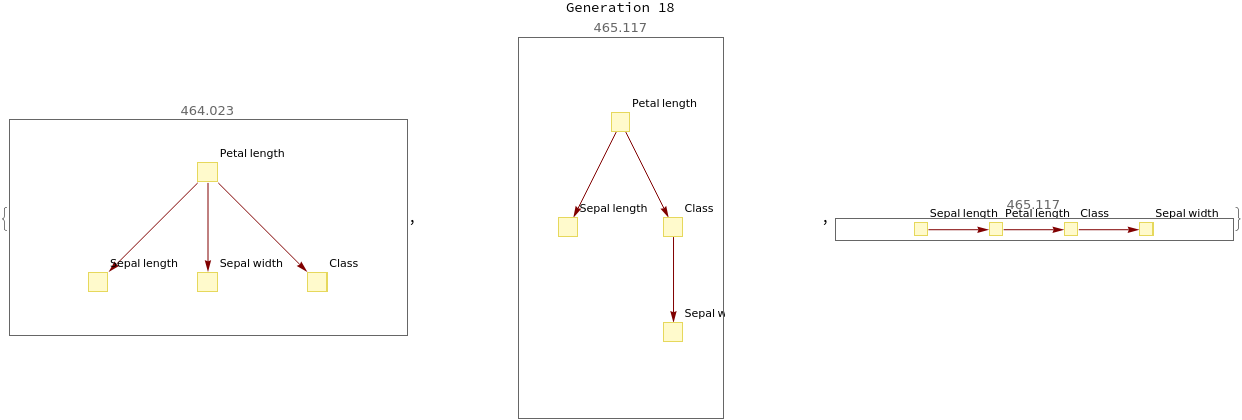 Generation 18
464.023
Petal length
Sepal length
Sepal width
Class
,
465.117
Petal length
Sepal length
Class
Sepal w
,
465.117
Sepal length
Petal length
Class
Sepal width